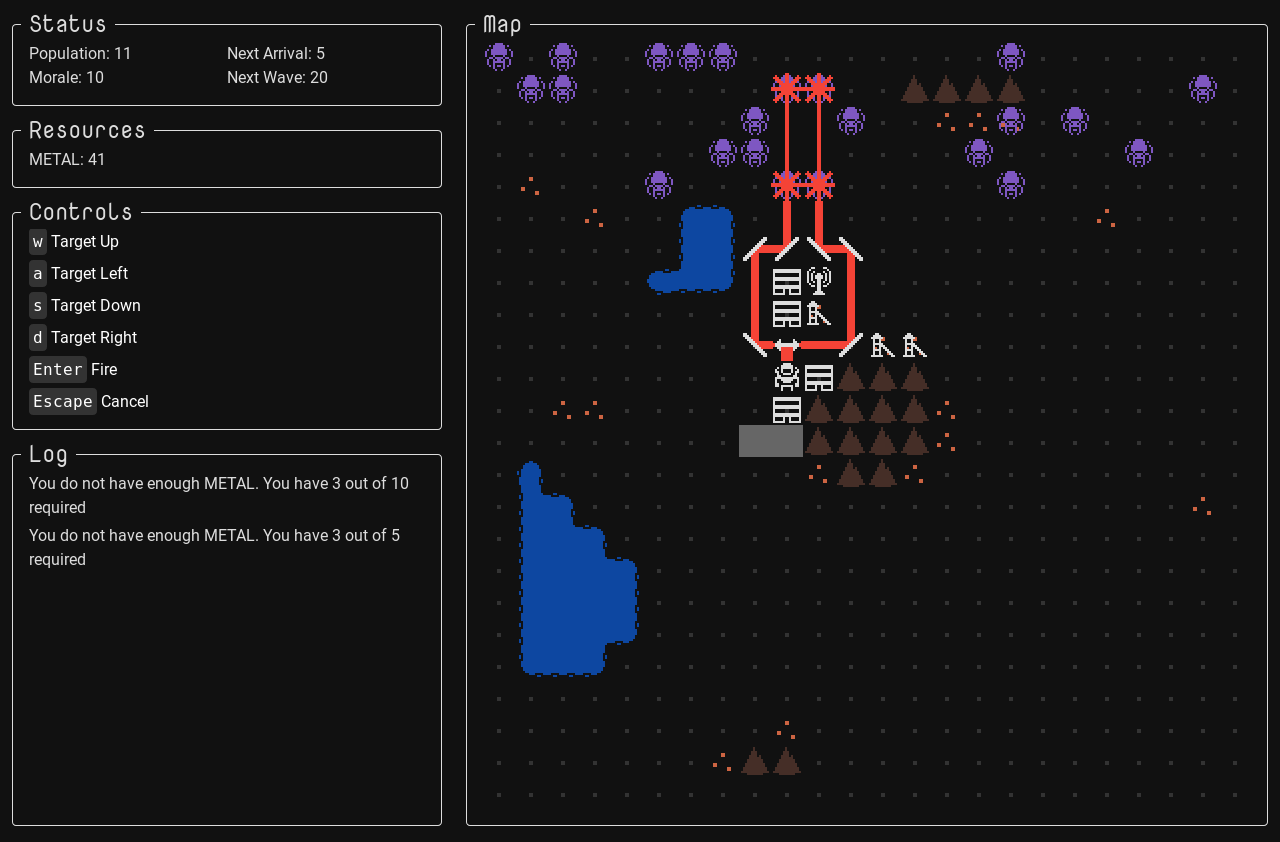 Status
Population: 11 Next Arrival: 5
Morale: 10 Next Wave: 20
Resources
METAL: 41
Controls
w Target Up
a Target Left
s Target Down
d Target Right
Enter Fire
Escape Cancel
Log
You do not have enough METAL. You have 3 out of 10
required
You do not have enough METAL. You have 3 out of 5
required
Map